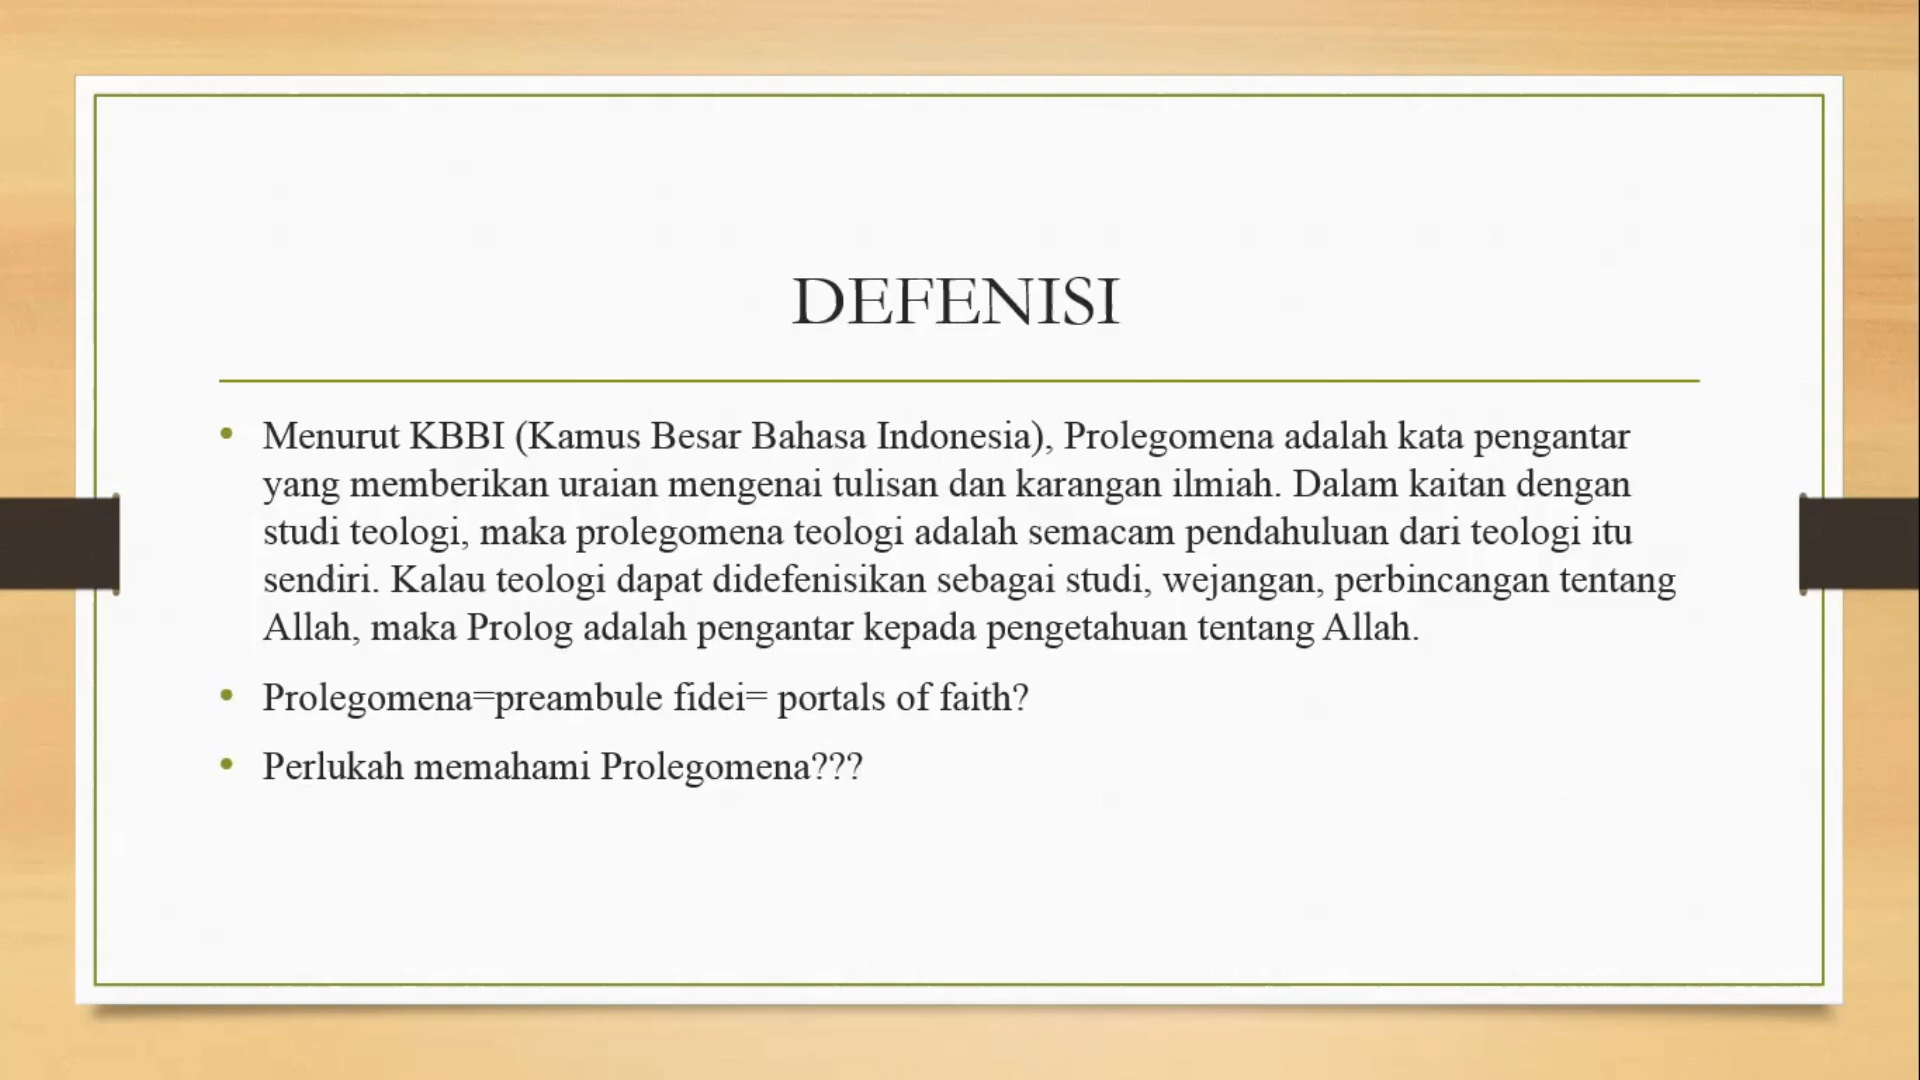 DEFENISI
• Menurut KBBI (Kamus Besar Bahasa Indonesia), Prolegomena adalah kata pengantar
yang memberikan uraian mengenai tulisan dan karangan ilmiah. Dalam kaitan dengan
studi teologi, maka prolegomena teologi adalah semacam pendahuluan dari teologi itu
sendiri. Kalau teologi dapat didefenisikan sebagai studi, wejangan, perbincangan tentang
Allah, maka Prolog adalah pengantar kepada pengetahuan tentang Allah.
• Prolegomena=preambule fidei= portals of faith?
• Perlukah memahami Prolegomena???